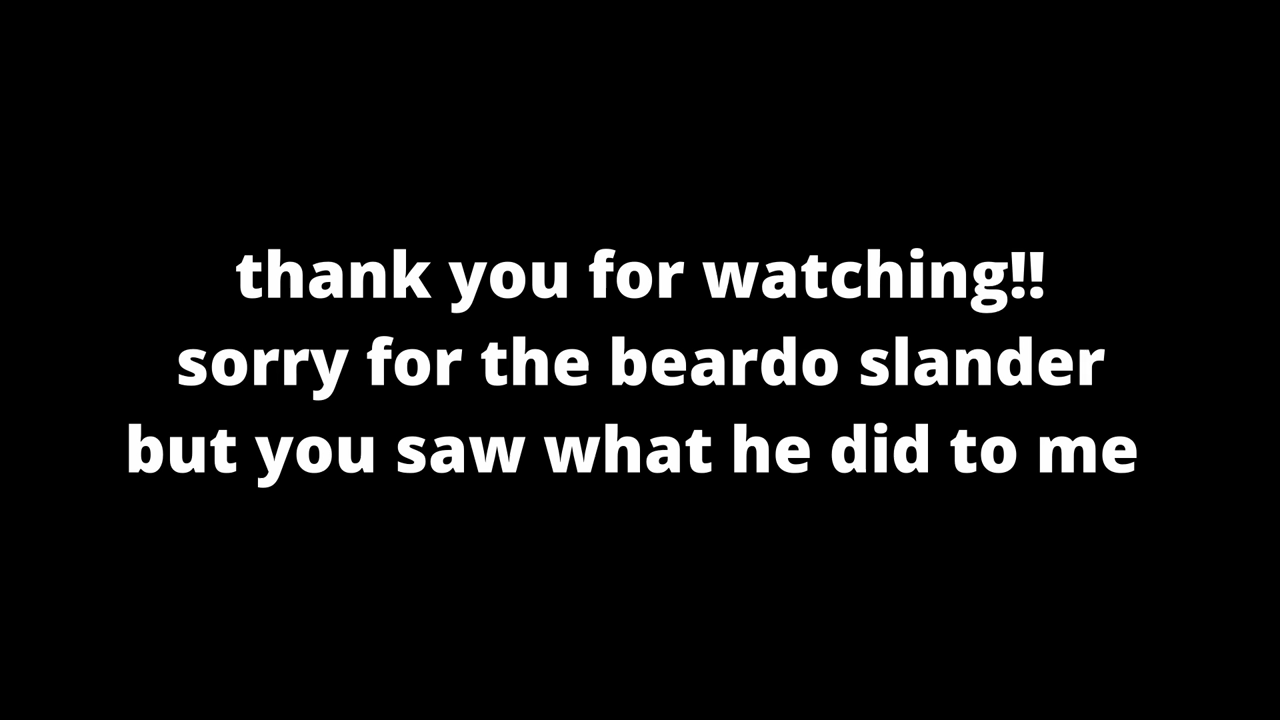 thank you for watching!!
sorry for the beardo slander
but you saw what he did to me